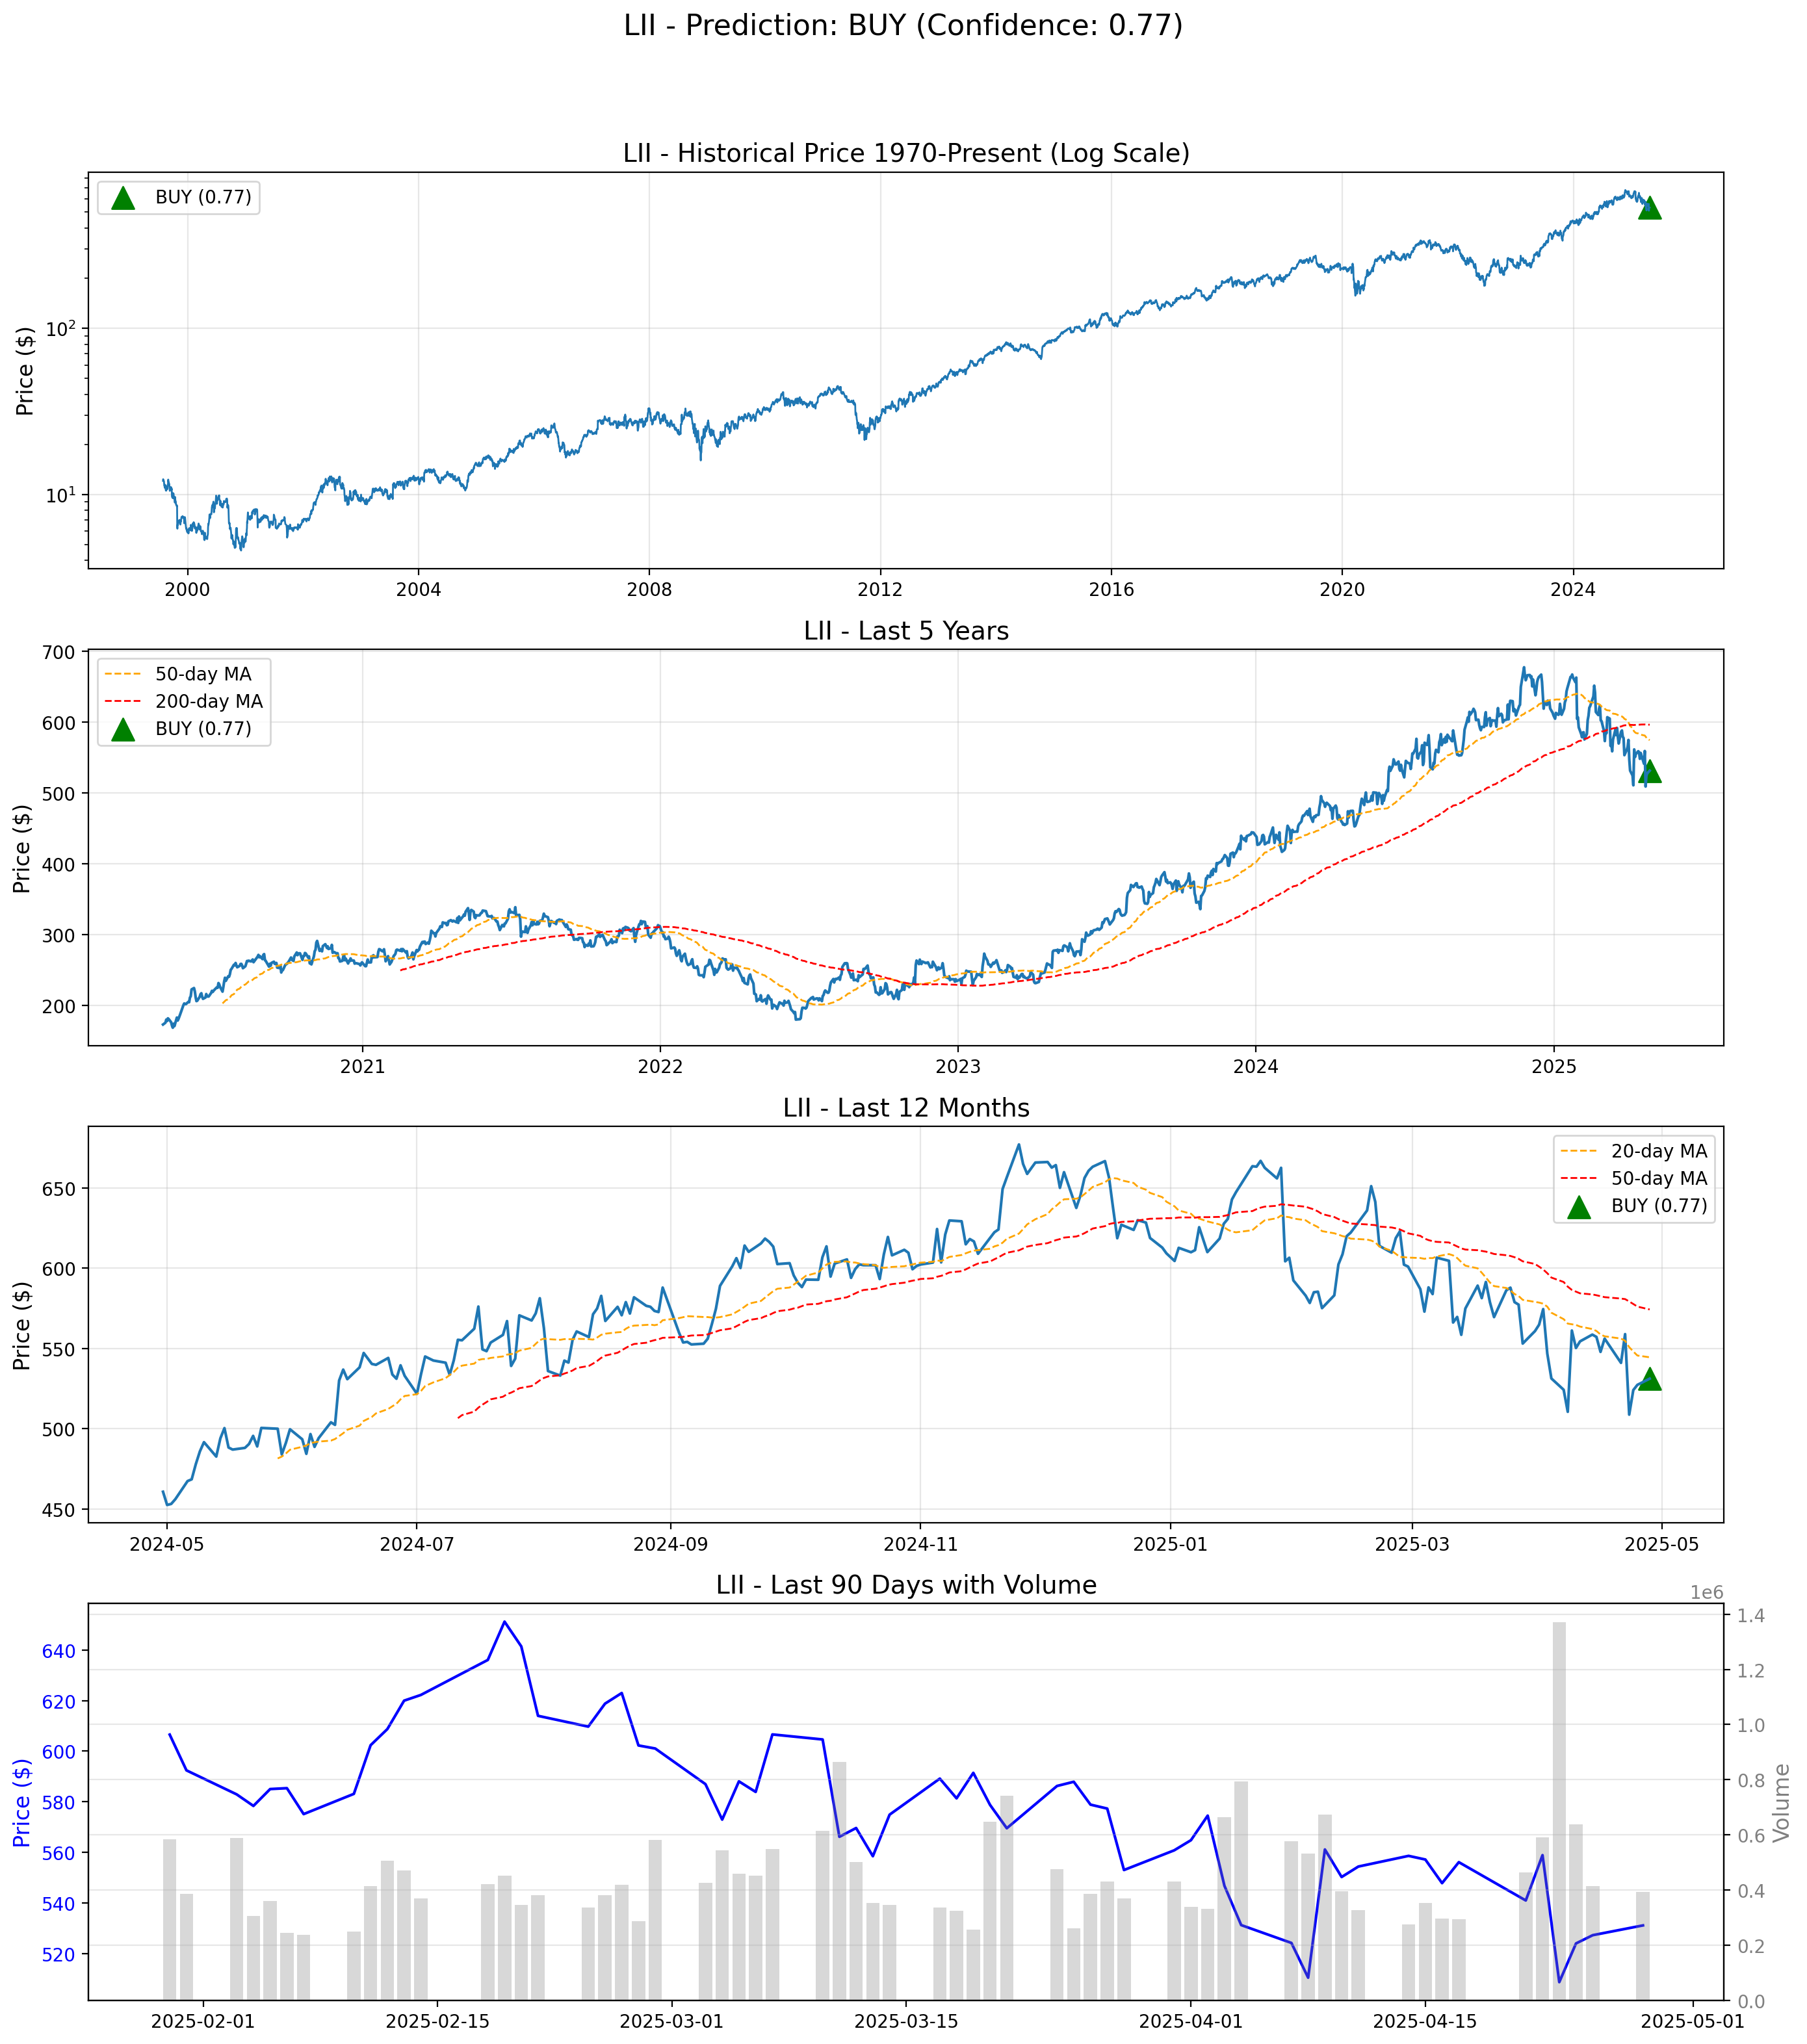 LII - Prediction: BUY (Confidence: 0.77)
LII - Historical Price 1970-Present (Log Scale)
BUY (0.77)
Price ($)
10²
10¹
2000 2004 2008 2012 2016 2020 2024
LII - Last 5 Years
50-day MA
200-day MA
BUY (0.77)
Price ($)
700
600
500
400
300
200
2021 2022 2023 2024 2025
LII - Last 12 Months
20-day MA
50-day MA
BUY (0.77)
Price ($)
650
600
550
500
450
2024-05 2024-07 2024-09 2024-11 2025-01 2025-03 2025-05
LII - Last 90 Days with Volume
1e6
Price ($)
640
620
600
580
560
540
520
1.4
1.2
1.0
0.8
0.6
0.4
0.2
0.0
Volume
2025-02-01 2025-02-15 2025-03-01 2025-03-15 2025-04-01 2025-04-15 2025-05-01